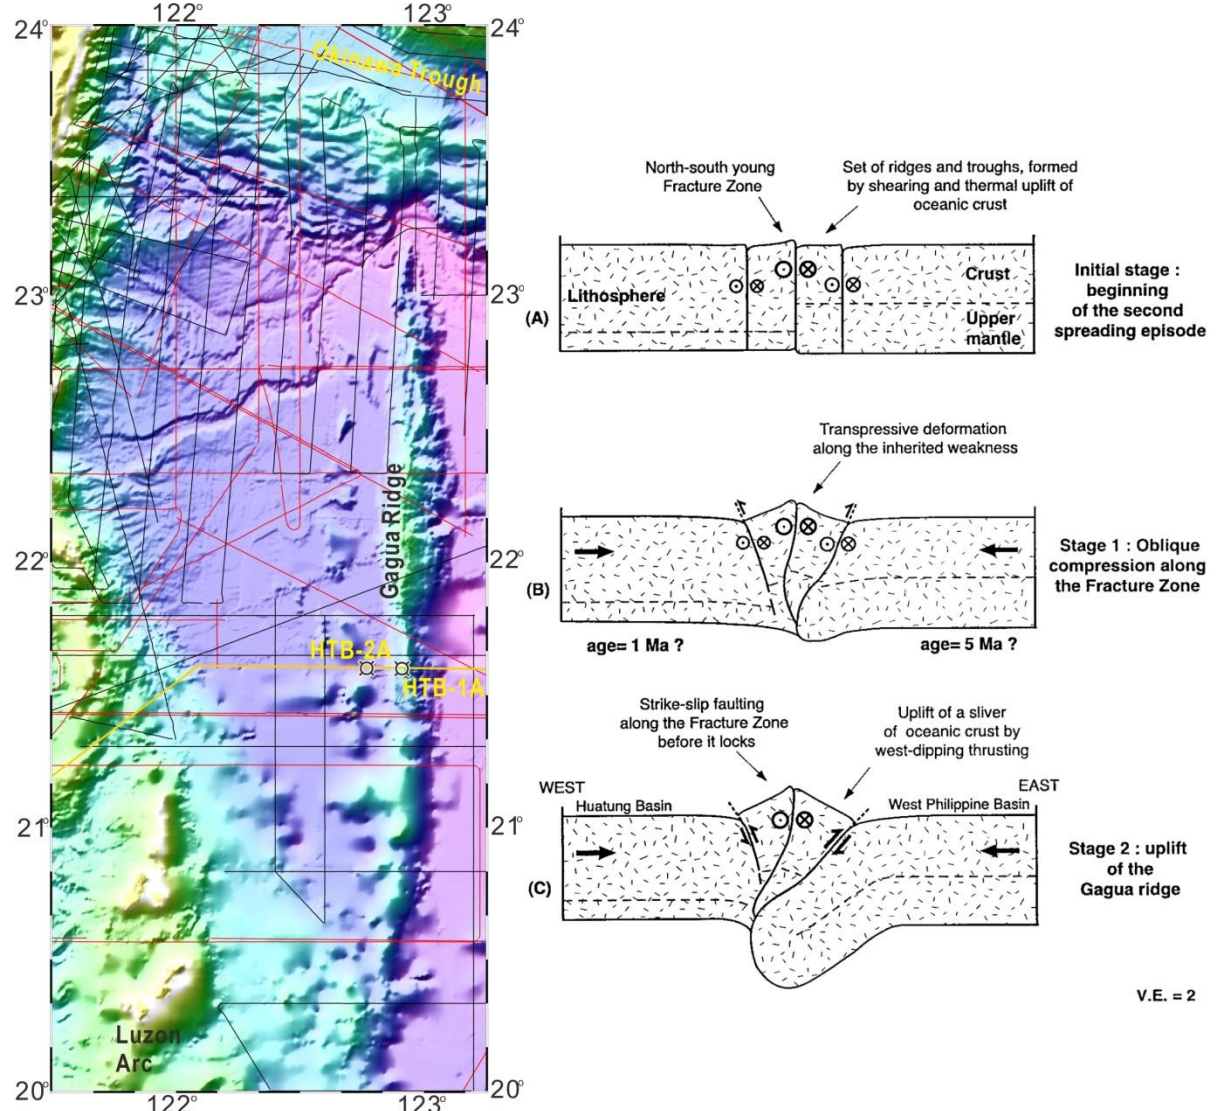 122°
123°
24°
24°
Okinawa Trough
23°
23°
Gagua Ridge
22°
22°
HTB-2A
HTB-1A
21°
21°
Luzon
Arc
20°
20°
122°
123°
North-south young
Fracture Zone
Set of ridges and troughs, formed
by shearing and thermal uplift of
oceanic crust
Lithosphere
Crust
Upper
mantle
(A)
Initial stage :
beginning
of the second
spreading episode
Transpressive deformation
along the inherited weakness
(B)
age= 1 Ma ?
age= 5 Ma ?
Stage 1 : Oblique
compression along
the Fracture Zone
Strike-slip faulting
along the Fracture Zone
before it locks
Uplift of a sliver
of oceanic crust by
west-dipping thrusting
WEST
EAST
Huatung Basin
West Philippine Basin
(C)
Stage 2 : uplift
of the
Gagua ridge
V.E. = 2